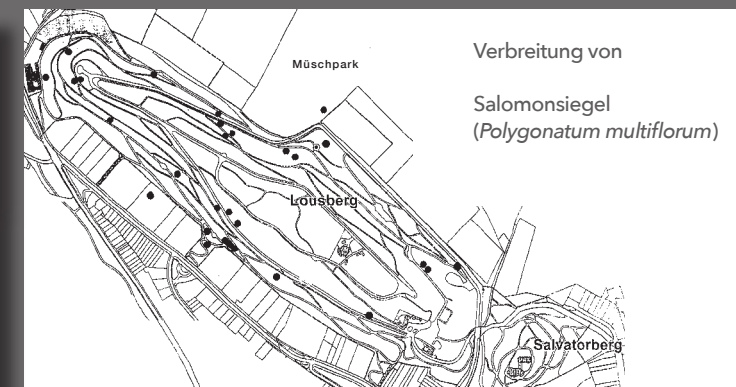 Verbreitung von
Müschpark
Salomonsiegel
(Polygonatum multiflorum)
Lousberg
Salvatorberg